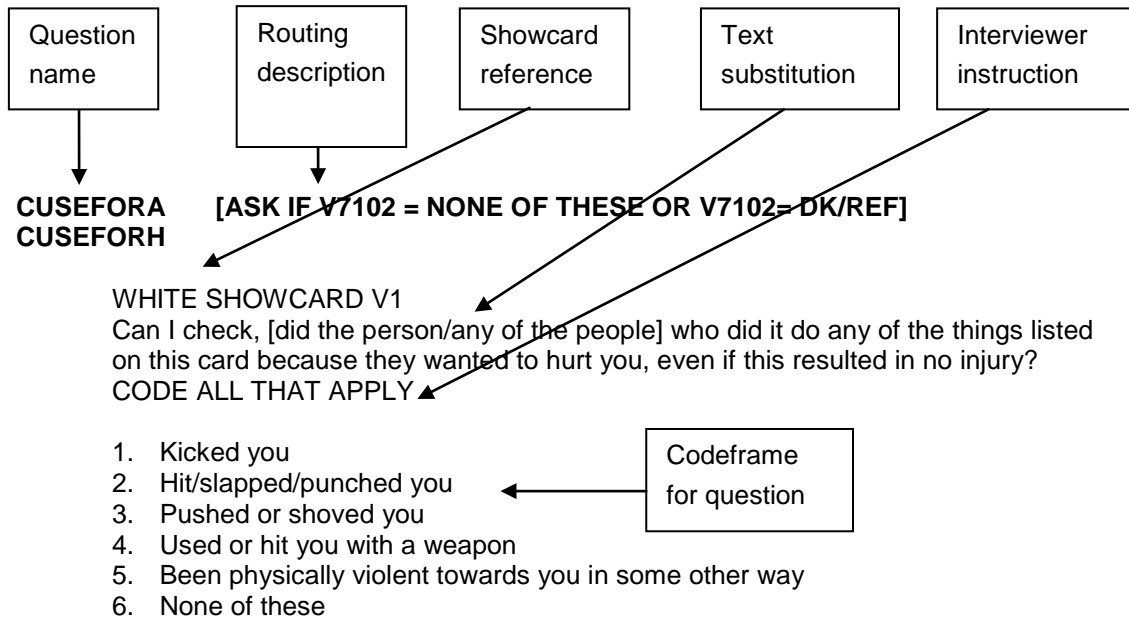 Question
name
Routing
description
Showcard
reference
Text
substitution
Interviewer
instruction
CUSEFORA [ASK IF V7102 = NONE OF THESE OR V7102= DK/REF]
CUSEFORH
WHITE SHOWCARD V1
Can I check, [did the person/any of the people] who did it do any of the things listed
on this card because they wanted to hurt you, even if this resulted in no injury?
CODE ALL THAT APPLY
1. Kicked you
2. Hit/slapped/punched you
3. Pushed or shoved you
4. Used or hit you with a weapon
5. Been physically violent towards you in some other way
6. None of these
Codeframe
for question